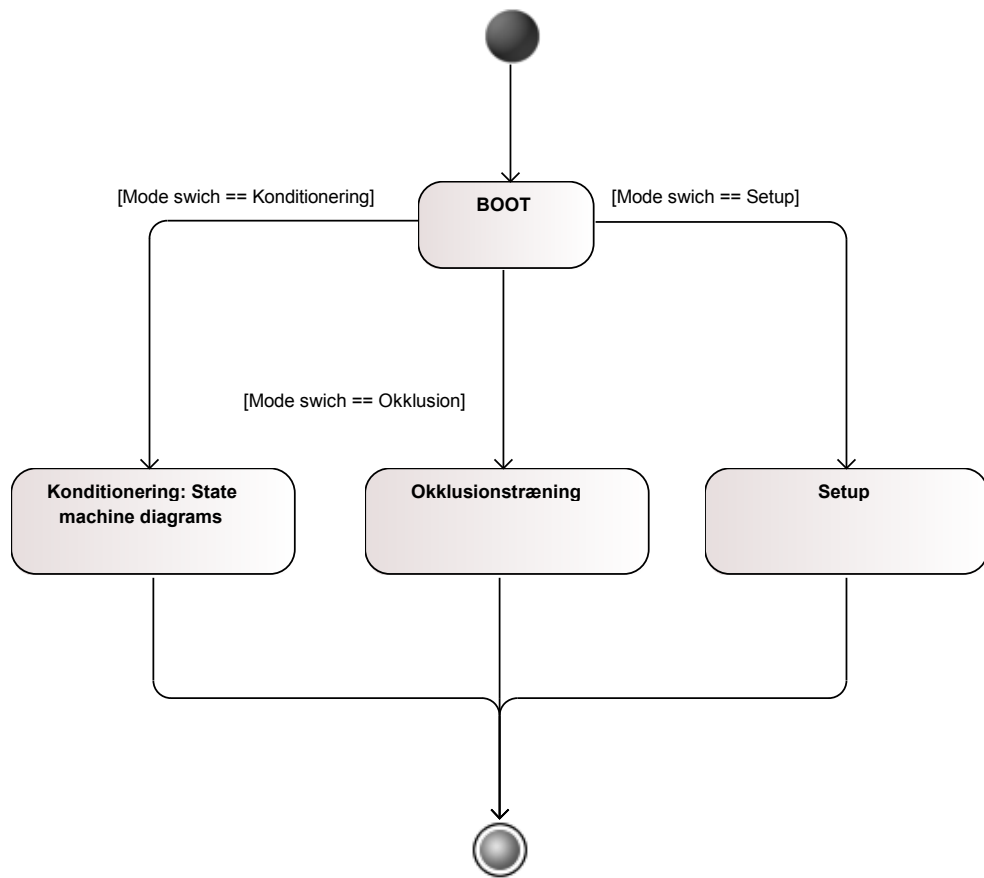 [Mode swich == Konditionering]
BOOT
[Mode swich == Setup]
[Mode swich == Okklusion]
Konditionering: State
machine diagrams
Okklusionstræning
Setup